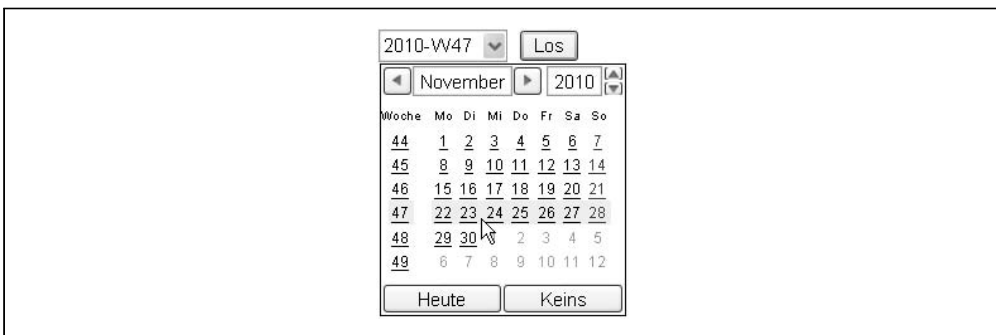 2010-W47 Los
November 2010
Woche Mo Di Mi Do Fr Sa So
44 1 2 3 4 5 6 7
45 8 9 10 11 12 13 14
46 15 16 17 18 19 20 21
47 22 23 24 25 26 27 28
48 29 30 1 2 3 4 5
49 6 7 8 9 10 11 12
Heute Keins